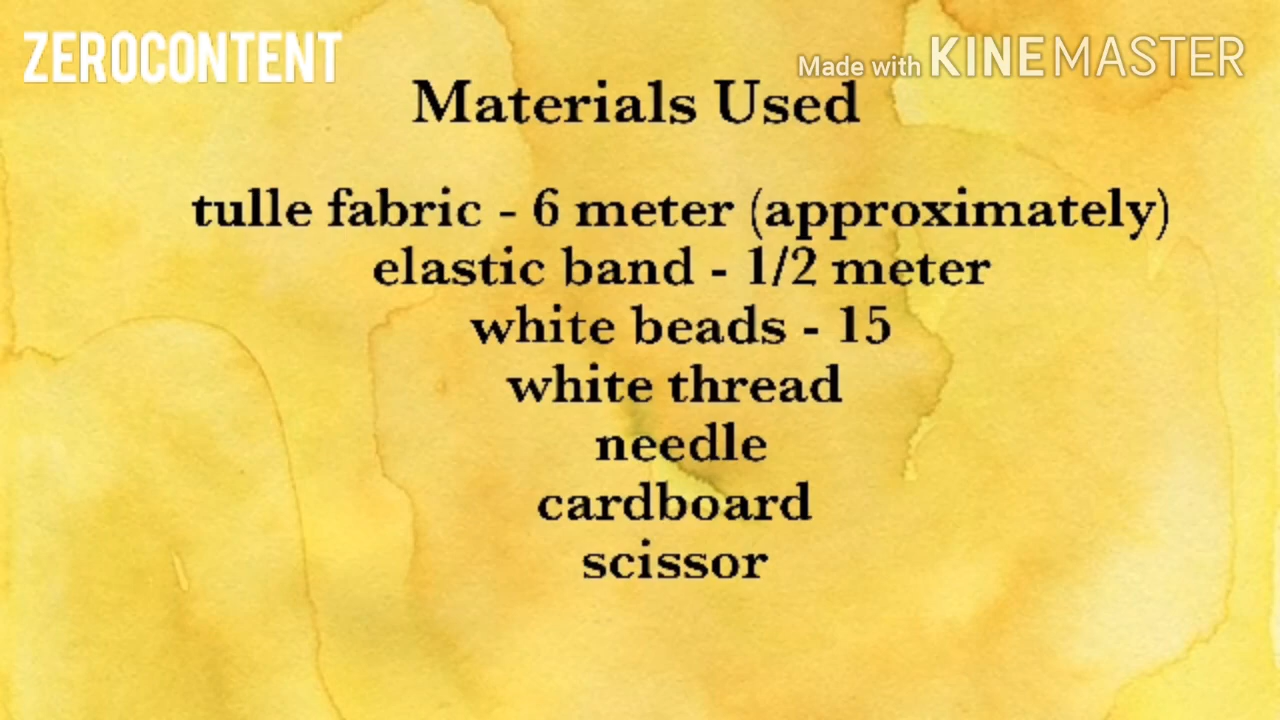 ZEROCONTENT
Made with KINEMASTER
Materials Used
tulle fabric - 6 meter (approximately)
elastic band - 1/2 meter
white beads - 15
white thread
needle
cardboard
scissor